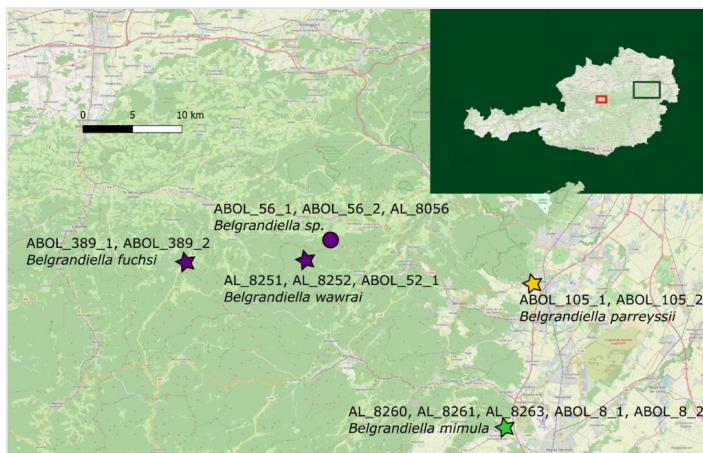 0 5 10 km
ABOL_56_1, ABOL_56_2, AL_8056
Belgrandiella sp.
ABOL_389_1, ABOL_389_2
Belgrandiella fuchsi
AL_8251, AL_8252, ABOL_52_1
Belgrandiella wawrai
ABOL_105_1, ABOL_105_2
Belgrandiella parreyssii
AL_8260, AL_8261, AL_8263, ABOL_8_1, ABOL_8_2
Belgrandiella mimula